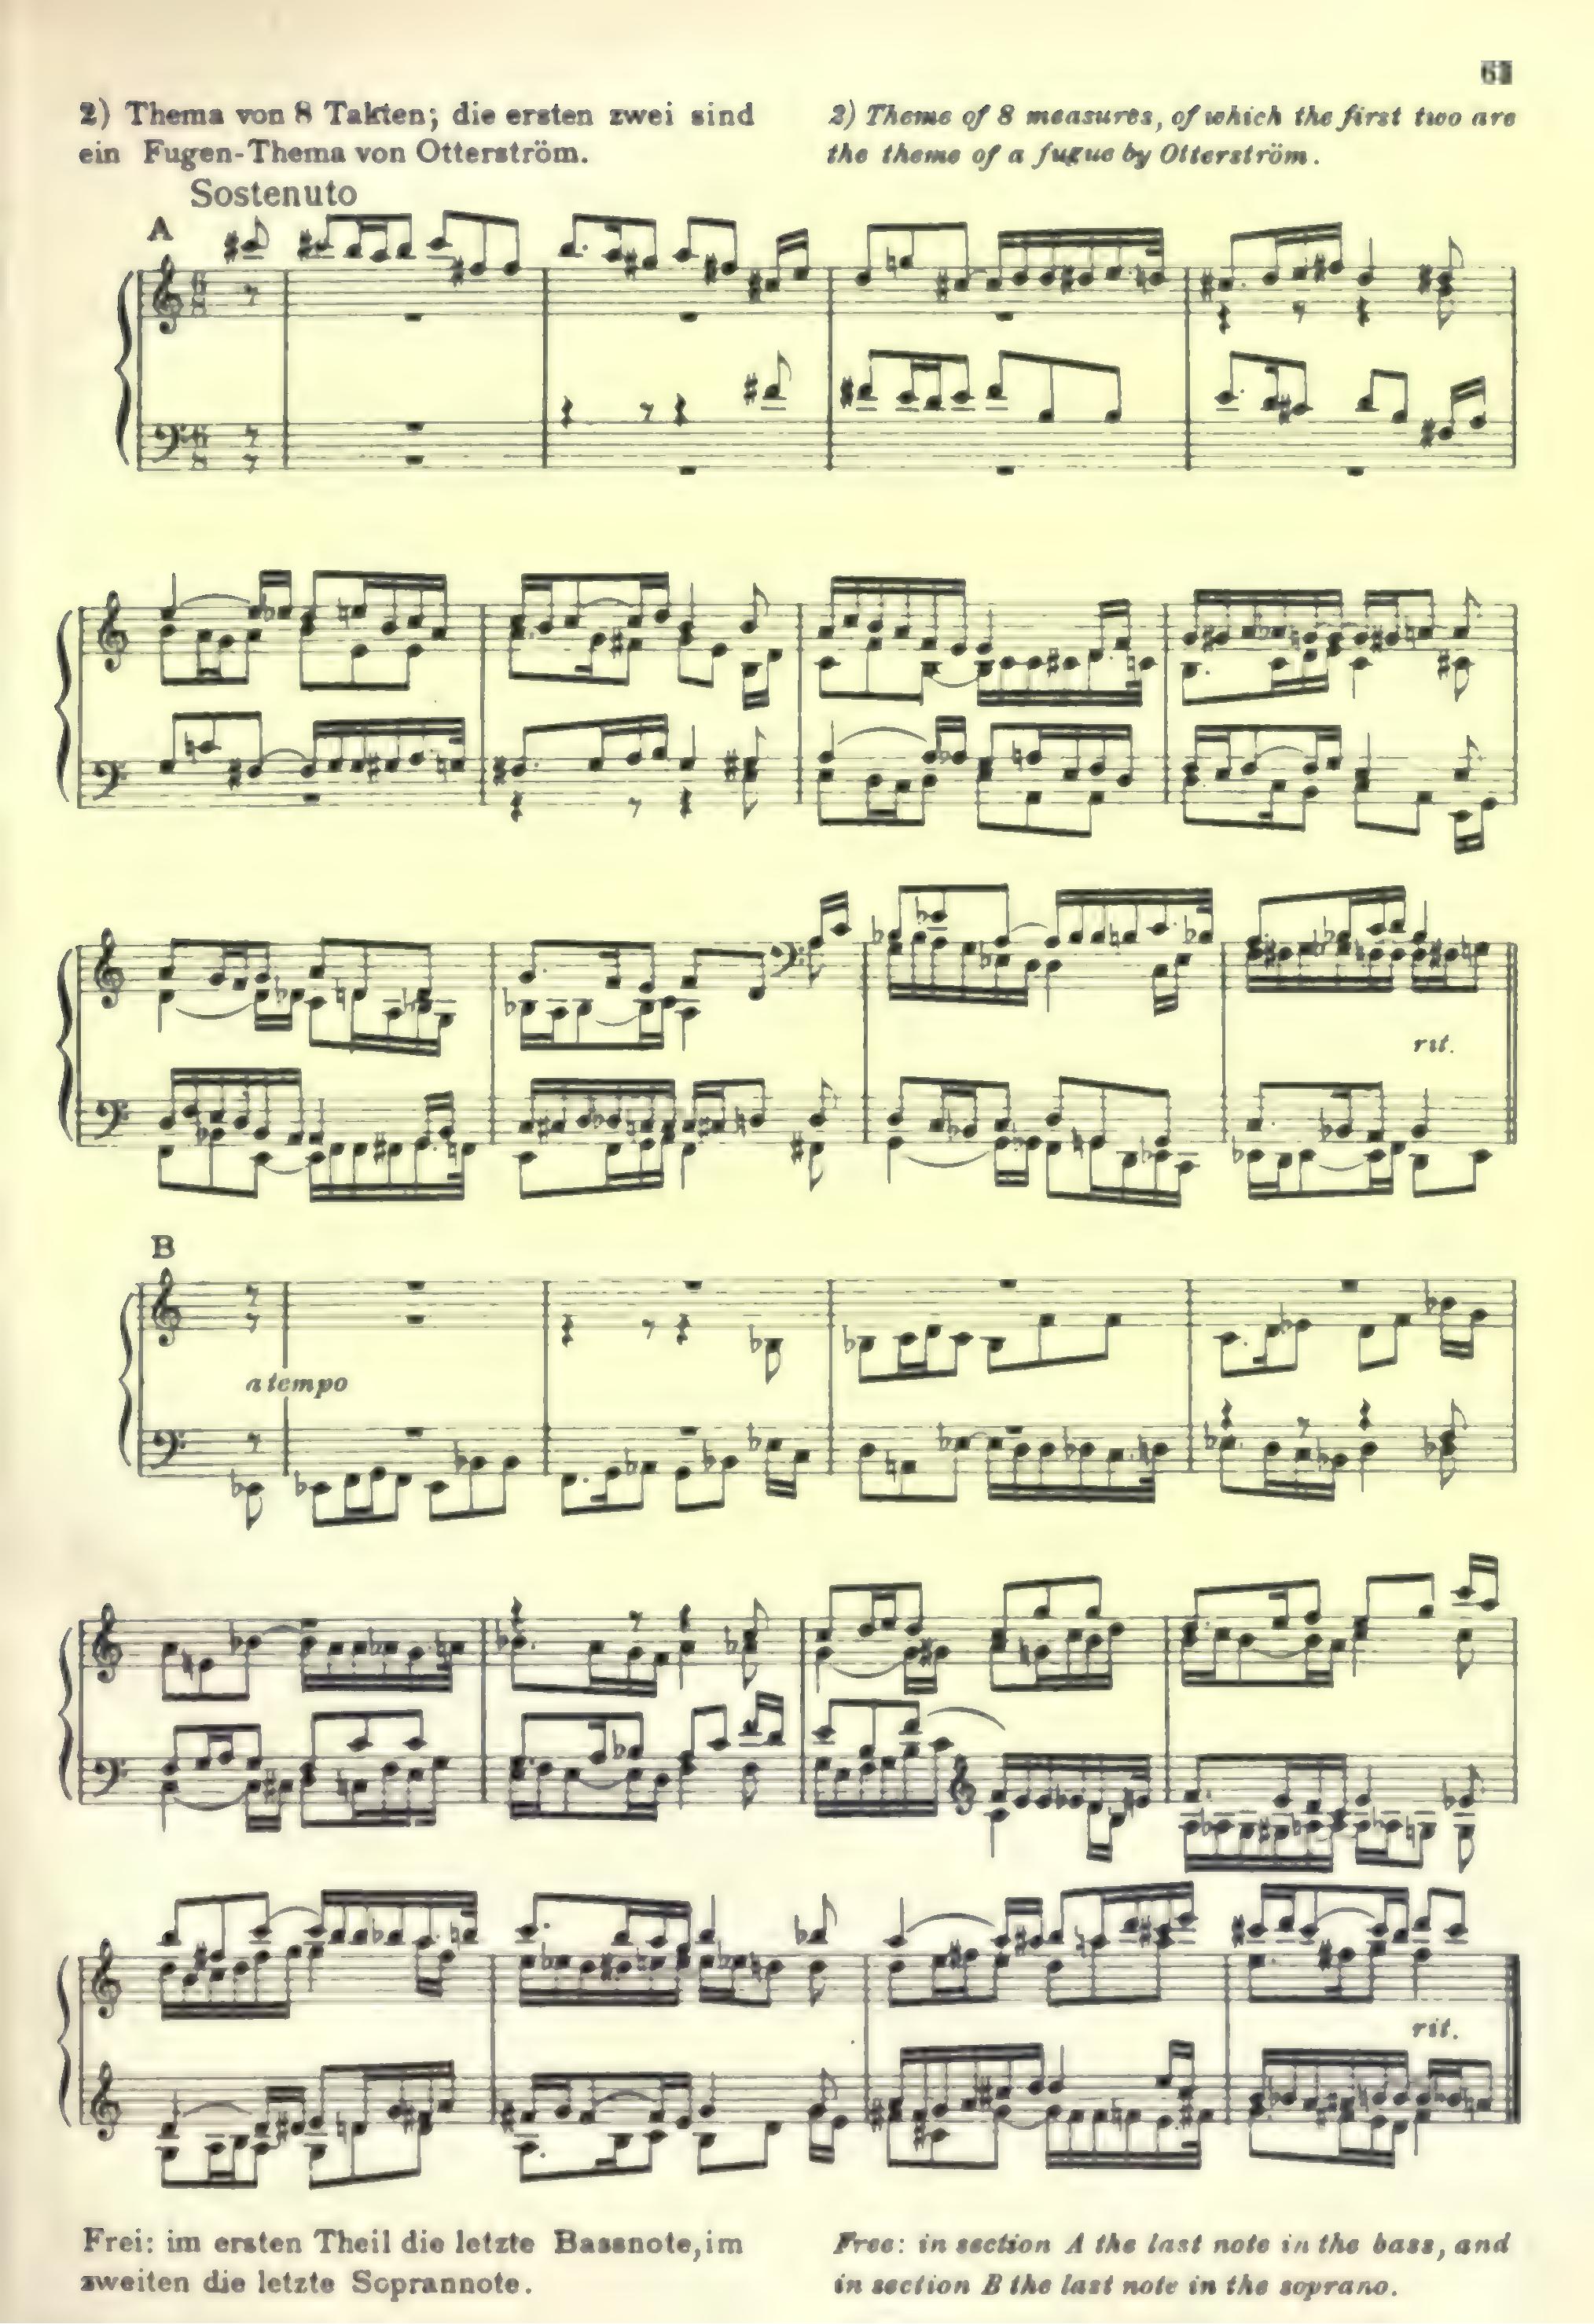 2) Thema von 8 Takten; die ersten zwei sind
ein Fugen-Thema von Otterström.
2) Theme of 8 measures, of which the first two are
the theme of a fugue by Otterström.
Sostenuto
A
rit.
B
a tempo
rit.
Frei: im ersten Theil die letzte Bassnote, im
zweiten die letzte Soprannote.
Free: in section A the last note in the bass, and
in section B the last note in the soprano.